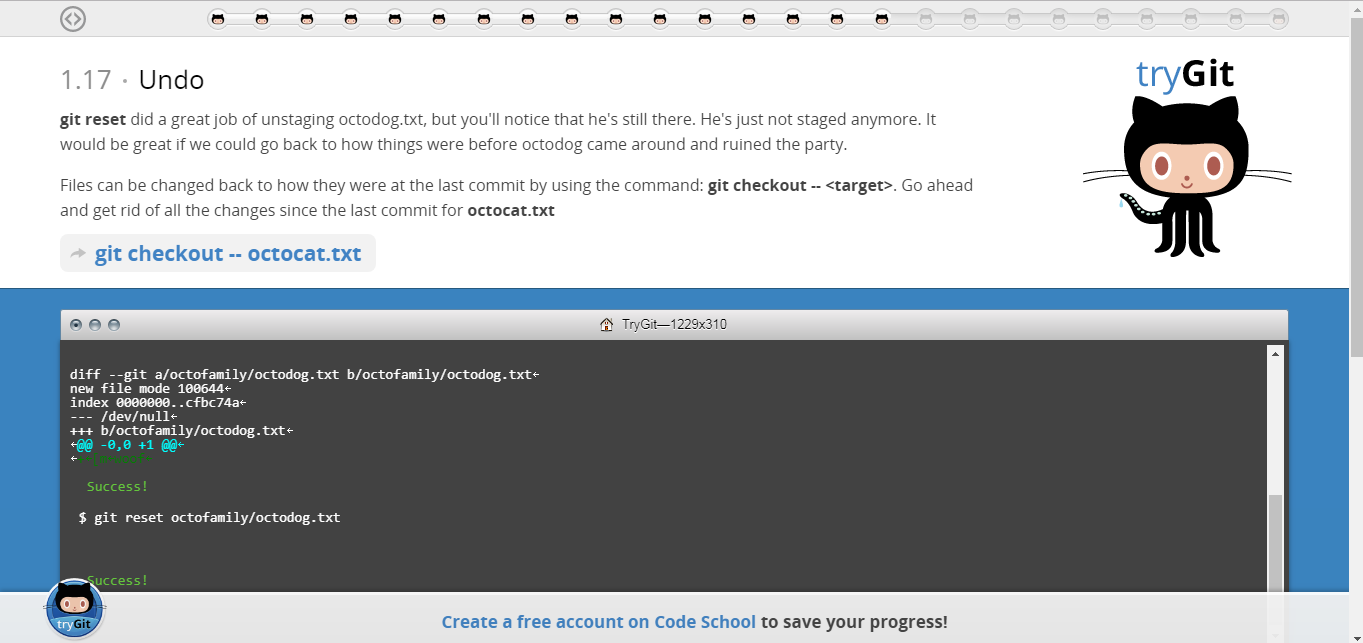 1.17 · Undo
tryGit
git reset did a great job of unstaging octodog.txt, but you'll notice that he's still there. He's just not staged anymore. It
would be great if we could go back to how things were before octodog came around and ruined the party.
Files can be changed back to how they were at the last commit by using the command: git checkout -- <target>. Go ahead
and get rid of all the changes since the last commit for octocat.txt
git checkout -- octocat.txt
TryGit—1229x310
diff --git a/octofamily/octodog.txt b/octofamily/octodog.txt←
new file mode 100644←
index 0000000..cfbc74a←
--- /dev/null←
+++ b/octofamily/octodog.txt←
←@@ -0,0 +1 @@←
Success!
$ git reset octofamily/octodog.txt
Success!
tryGit
Create a free account on Code School to save your progress!